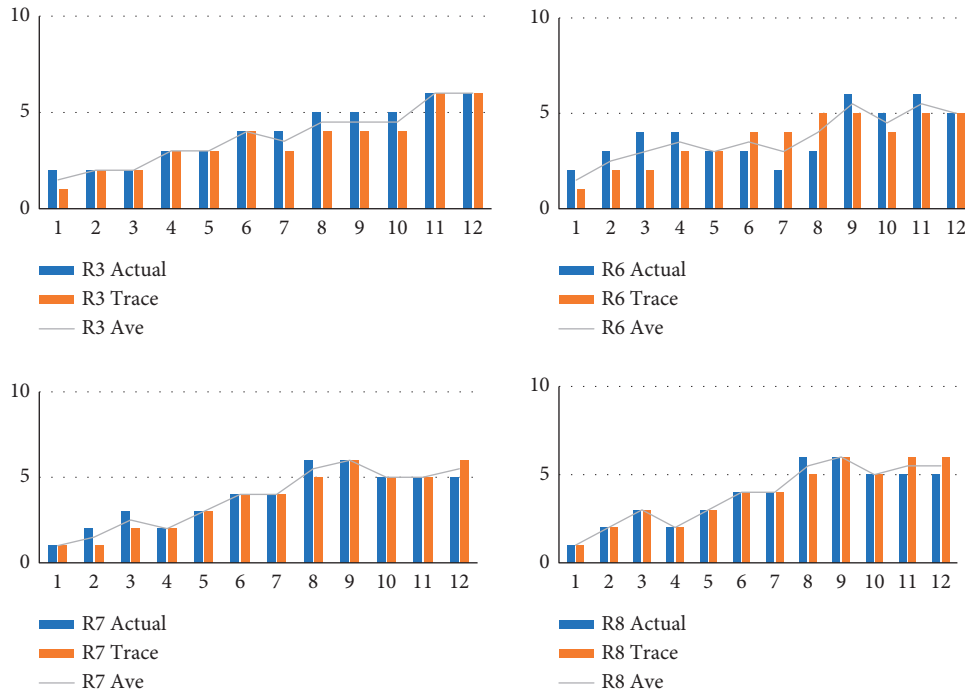 10
5
0
1 2 3 4 5 6 7 8 9 10 11 12
R3 Actual
R3 Trace
R3 Ave
10
5
0
1 2 3 4 5 6 7 8 9 10 11 12
R6 Actual
R6 Trace
R6 Ave
10
5
0
1 2 3 4 5 6 7 8 9 10 11 12
R7 Actual
R7 Trace
R7 Ave
10
5
0
1 2 3 4 5 6 7 8 9 10 11 12
R8 Actual
R8 Trace
R8 Ave